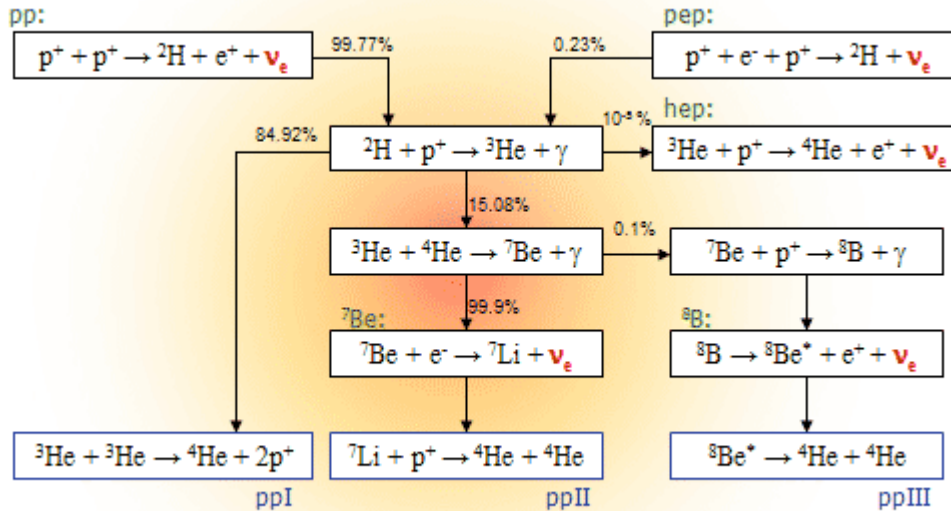 pp:
pep:
p⁺ + p⁺ → ²H + e⁺ + νₑ
99.77%
0.23%
p⁺ + e⁻ + p⁺ → ²H + νₑ
hep:
84.92%
²H + p⁺ → ³He + γ
10⁻⁵ %
³He + p⁺ → ⁴He + e⁺ + νₑ
15.08%
³He + ⁴He → ⁷Be + γ
0.1%
⁷Be + p⁺ → ⁸B + γ
99.9%
⁷Be:
⁸B:
⁷Be + e⁻ → ⁷Li + νₑ
⁸B → ⁸Be* + e⁺ + νₑ
³He + ³He → ⁴He + 2p⁺
⁷Li + p⁺ → ⁴He + ⁴He
⁸Be* → ⁴He + ⁴He
ppI
ppII
ppIII